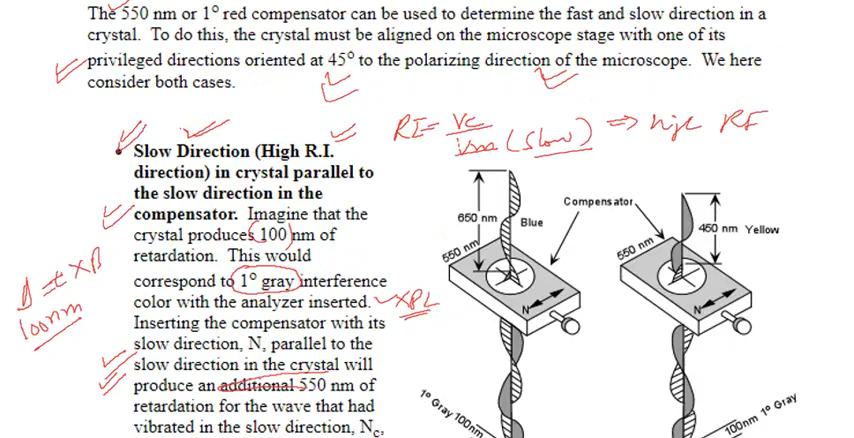 The 550 nm or 1° red compensator can be used to determine the fast and slow direction in a
crystal. To do this, the crystal must be aligned on the microscope stage with one of its
privileged directions oriented at 45° to the polarizing direction of the microscope. We here
consider both cases.
RI = Vc / (slow) => high RI
Slow Direction (High R.I.
direction) in crystal parallel to
the slow direction in the
compensator. Imagine that the
crystal produces 100 nm of
retardation. This would
correspond to 1° gray interference
color with the analyzer inserted.
Inserting the compensator with its
slow direction, N, parallel to the
slow direction in the crystal will
produce an additional 550 nm of
retardation for the wave that had
vibrated in the slow direction, Nc,
Δ = t x B
100nm
XPL
650 nm
Blue
Compensator
450 nm Yellow
550 nm
550 nm
N
N
1° Gray 100nm
100nm 1° Gray